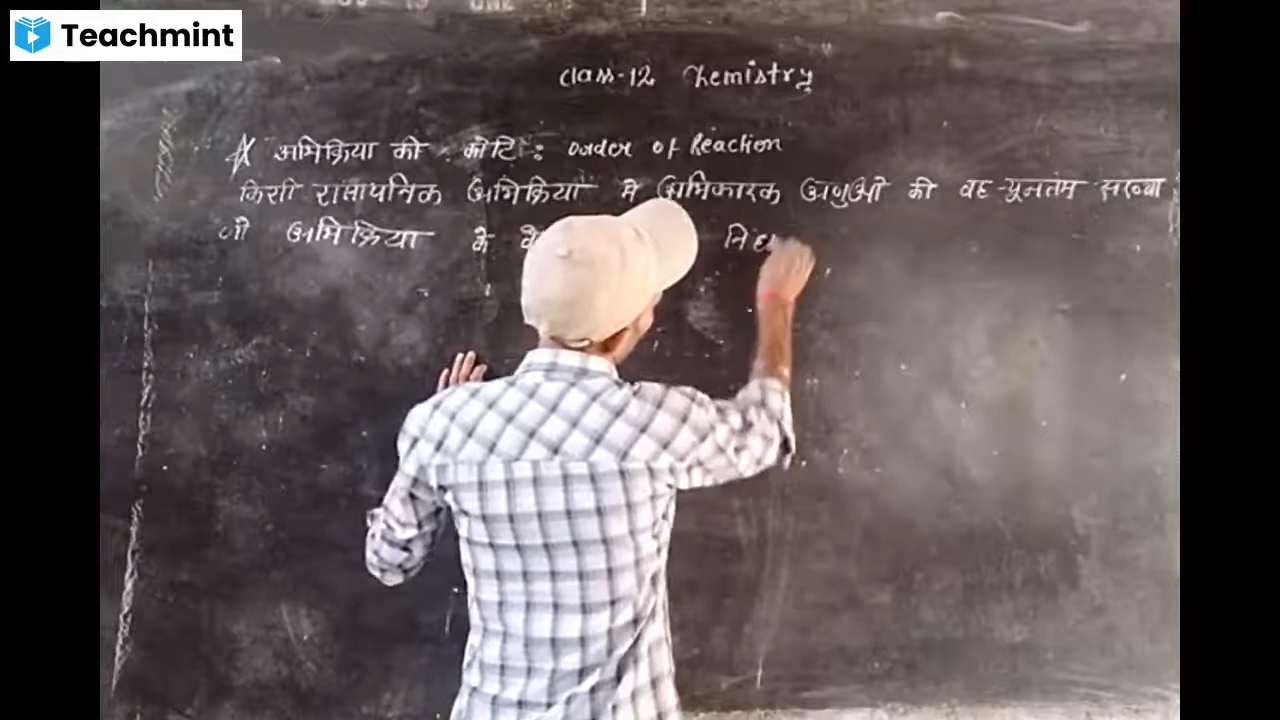 Teachmint
class-12 Chemistry
अभिक्रिया की कोटि : order of Reaction
किसी रासायनिक अभिक्रिया मे अभिकारक अणुओ की वह न्यूनतम संख्या
जो अभिक्रिया के